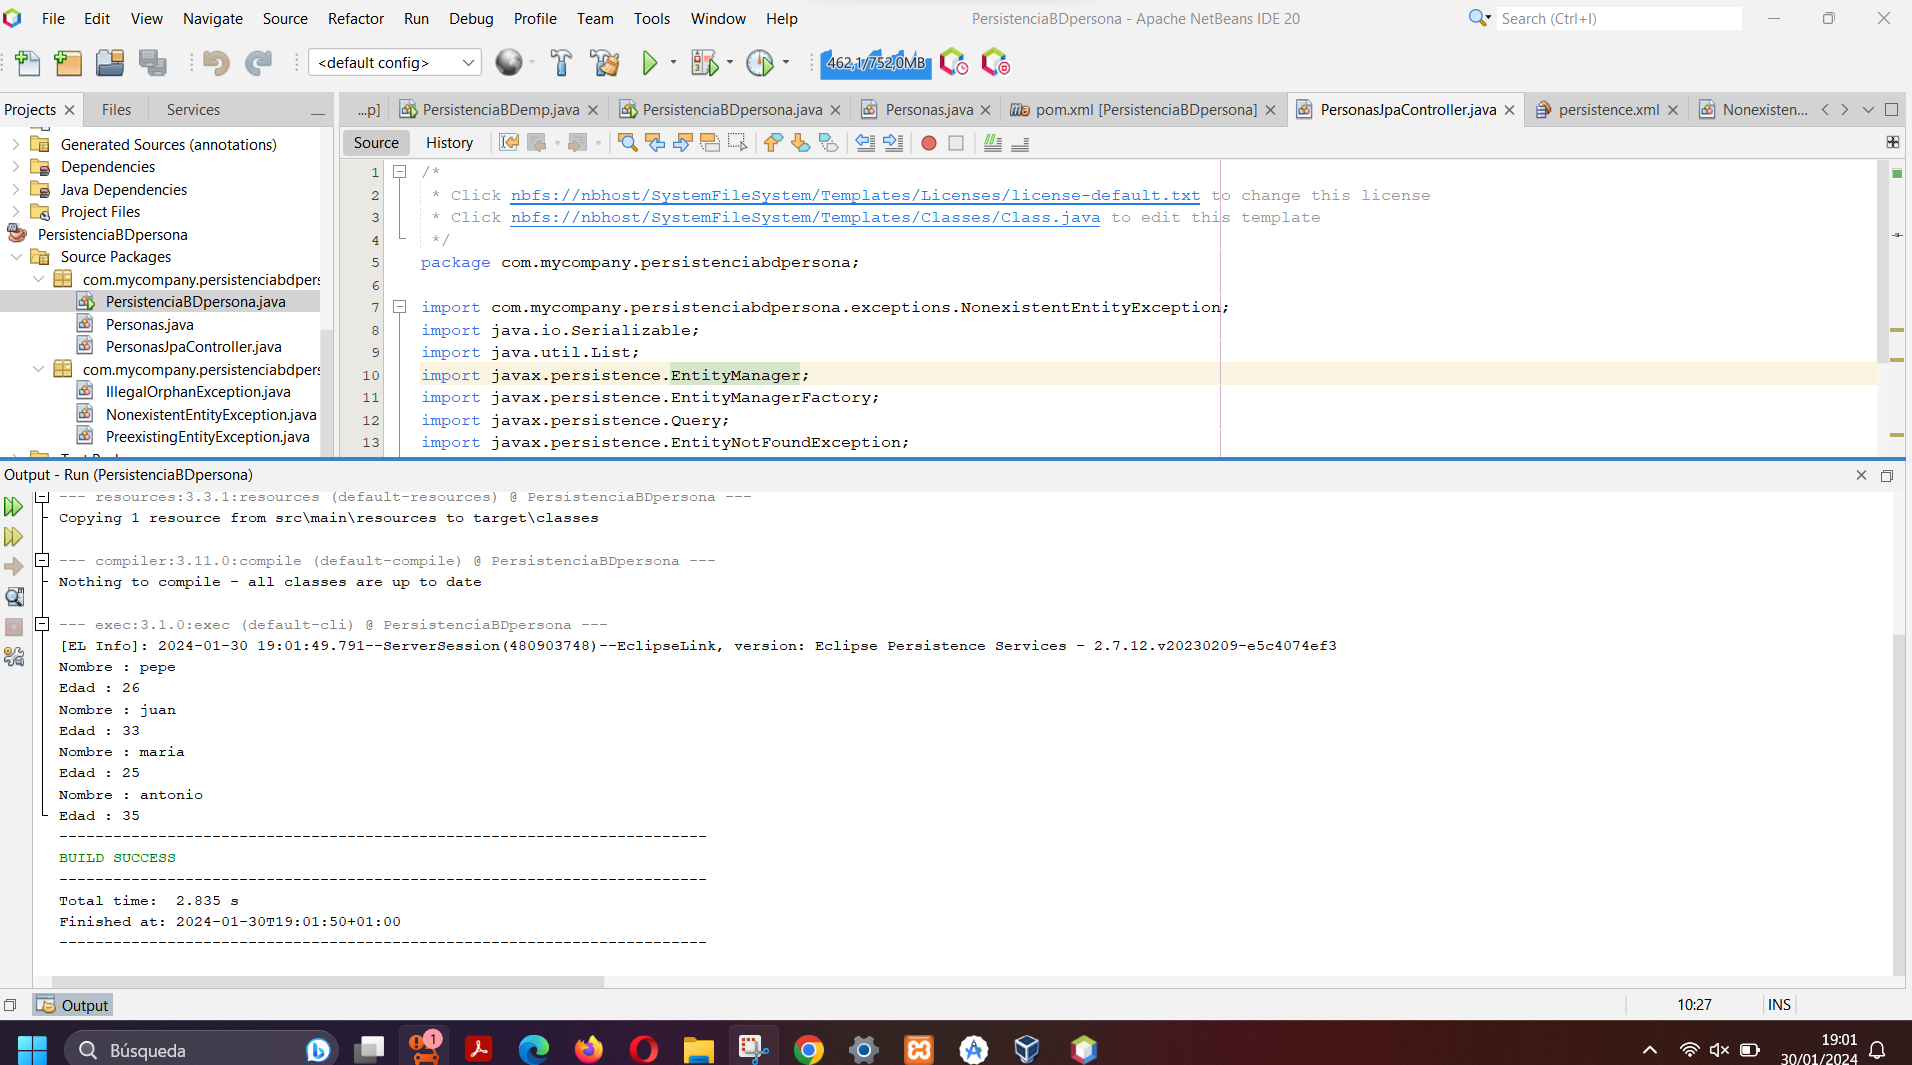 File Edit View Navigate Source Refactor Run Debug Profile Team Tools Window Help PersistenciaBDpersona - Apache NetBeans IDE 20 Search (Ctrl+I)
<default config> 462,1/752,0MB
Projects Files Services
...p] PersistenciaBDemp.java PersistenciaBDpersona.java Personas.java pom.xml [PersistenciaBDpersona] PersonasJpaController.java persistence.xml Nonexisten...
Source History
Generated Sources (annotations)
Dependencies
Java Dependencies
Project Files
PersistenciaBDpersona
Source Packages
com.mycompany.persistenciabdpers
PersistenciaBDpersona.java
Personas.java
PersonasJpaController.java
com.mycompany.persistenciabdpers
IllegalOrphanException.java
NonexistentEntityException.java
PreexistingEntityException.java
1 /*
2 * Click nbfs://nbhost/SystemFileSystem/Templates/Licenses/license-default.txt to change this license
3 * Click nbfs://nbhost/SystemFileSystem/Templates/Classes/Class.java to edit this template
4 */
5 package com.mycompany.persistenciabdpersona;
6
7 import com.mycompany.persistenciabdpersona.exceptions.NonexistentEntityException;
8 import java.io.Serializable;
9 import java.util.List;
10 import javax.persistence.EntityManager;
11 import javax.persistence.EntityManagerFactory;
12 import javax.persistence.Query;
13 import javax.persistence.EntityNotFoundException;
Output - Run (PersistenciaBDpersona)
--- resources:3.3.1:resources (default-resources) @ PersistenciaBDpersona ---
Copying 1 resource from src\main\resources to target\classes
--- compiler:3.11.0:compile (default-compile) @ PersistenciaBDpersona ---
Nothing to compile - all classes are up to date
--- exec:3.1.0:exec (default-cli) @ PersistenciaBDpersona ---
[EL Info]: 2024-01-30 19:01:49.791--ServerSession(480903748)--EclipseLink, version: Eclipse Persistence Services - 2.7.12.v20230209-e5c4074ef3
Nombre : pepe
Edad : 26
Nombre : juan
Edad : 33
Nombre : maria
Edad : 25
Nombre : antonio
Edad : 35
------------------------------------------------------------------------
BUILD SUCCESS
------------------------------------------------------------------------
Total time:  2.835 s
Finished at: 2024-01-30T19:01:50+01:00
------------------------------------------------------------------------
Output 10:27 INS
Búsqueda 1 19:01
30/01/2024